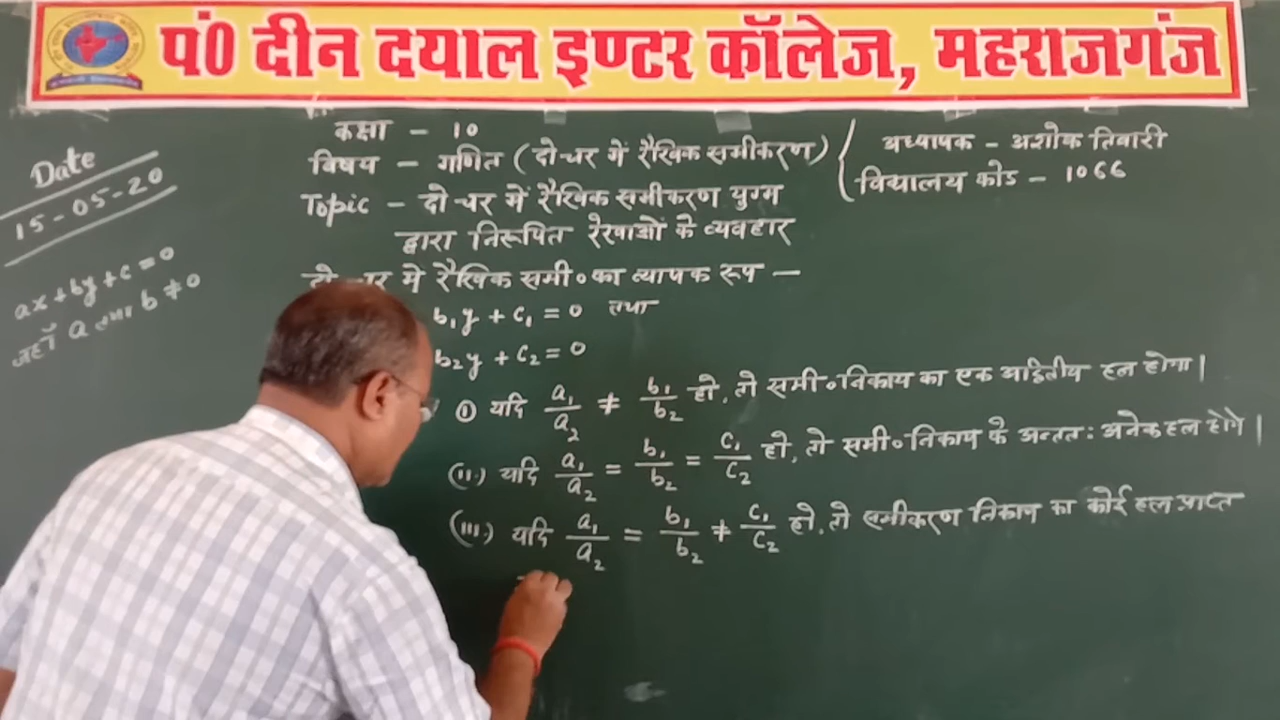 पं0 दीन दयाल इण्टर कॉलेज, महराजगंज
Date
15-05-20
ax+by+c=0
जहाँ a तथा b ≠ 0
कक्षा - 10
विषय - गणित (दो चर में रैखिक समीकरण)
अध्यापक - अशोक तिवारी
विद्यालय कोड - 1066
Topic - दो चर में रैखिक समीकरण युग्म
द्वारा निरूपित रेखाओं के व्यवहार
दो चर में रैखिक समी० का व्यापक रूप —
b₁y + c₁ = 0 तथा
b₂y + c₂ = 0
① यदि a₁/a₂ ≠ b₁/b₂ हो, तो समी० निकाय का एक अद्वितीय हल होगा।
(ii.) यदि a₁/a₂ = b₁/b₂ = c₁/c₂ हो, तो समी० निकाय के अन्ततः अनेक हल होंगे।
(iii.) यदि a₁/a₂ = b₁/b₂ ≠ c₁/c₂ हो, तो समीकरण निकाय का कोई हल प्राप्त